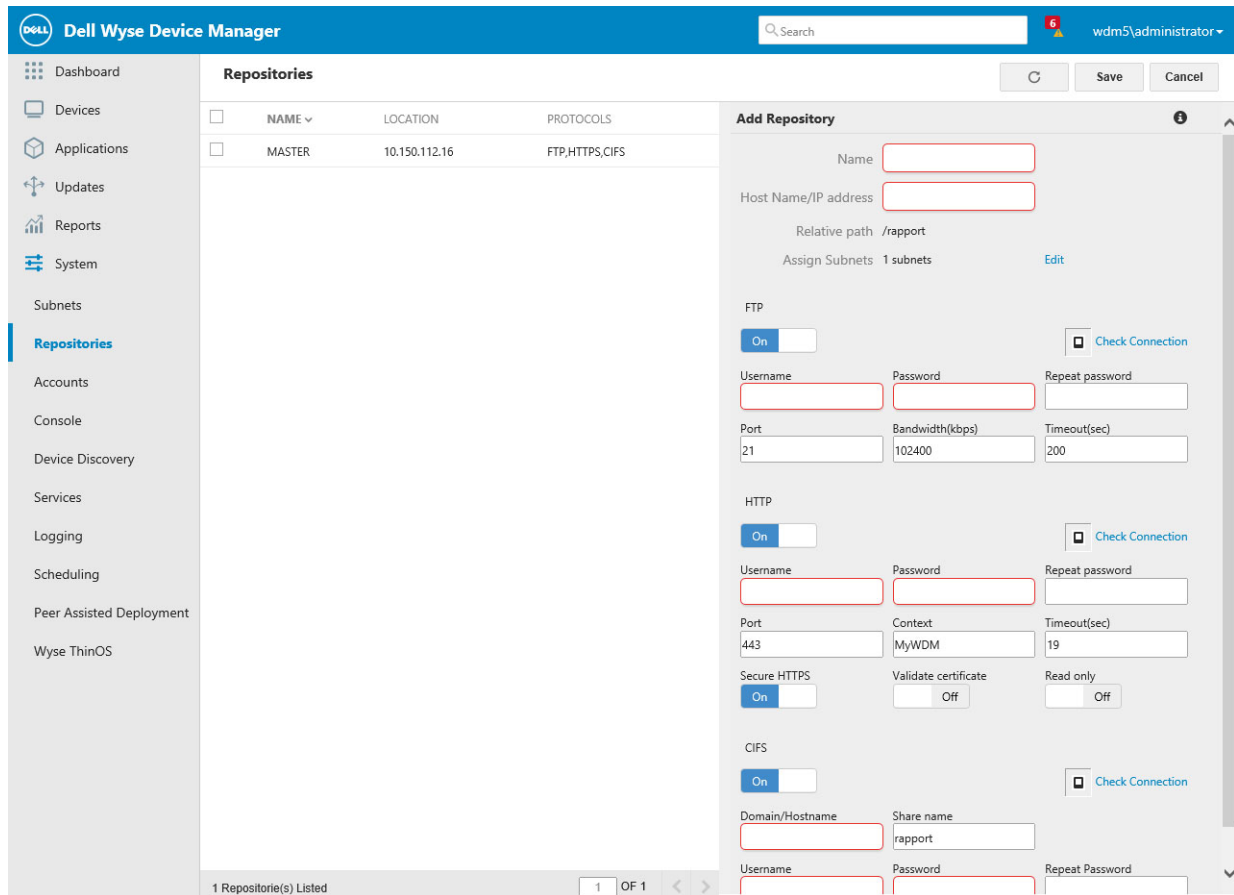 DELL Dell Wyse Device Manager
Search
6
wdm5\administrator
Dashboard
Devices
Applications
Updates
Reports
System
Subnets
Repositories
Accounts
Console
Device Discovery
Services
Logging
Scheduling
Peer Assisted Deployment
Wyse ThinOS
Repositories
Save Cancel
NAME LOCATION PROTOCOLS
MASTER 10.150.112.16 FTP,HTTPS,CIFS
1 Repositorie(s) Listed
1 OF 1
Add Repository
Name
Host Name/IP address
Relative path /rapport
Assign Subnets 1 subnets Edit
FTP
On Check Connection
Username Password Repeat password
Port Bandwidth(kbps) Timeout(sec)
21 102400 200
HTTP
On Check Connection
Username Password Repeat password
Port Context Timeout(sec)
443 MyWDM 19
Secure HTTPS Validate certificate Read only
On Off Off
CIFS
On Check Connection
Domain/Hostname Share name
rapport
Username Password Repeat Password